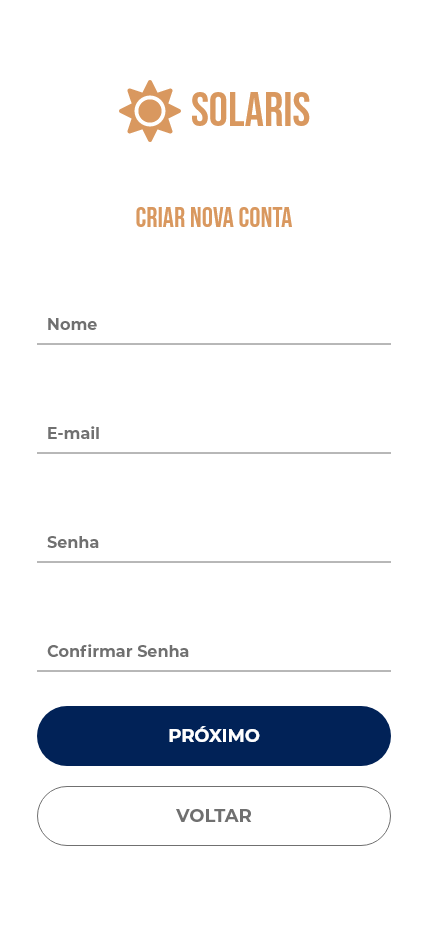 SOLARIS
CRIAR NOVA CONTA
Nome
E-mail
Senha
Confirmar Senha
PRÓXIMO
VOLTAR